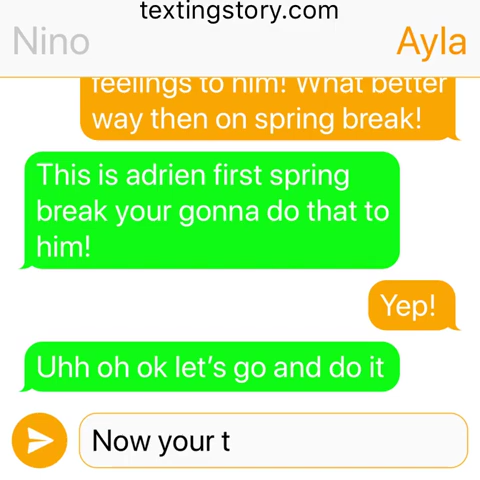 textingstory.com
Nino
Ayla
feelings to him! What better
way then on spring break!
This is adrien first spring
break your gonna do that to
him!
Yep!
Uhh oh ok let’s go and do it
Now your t